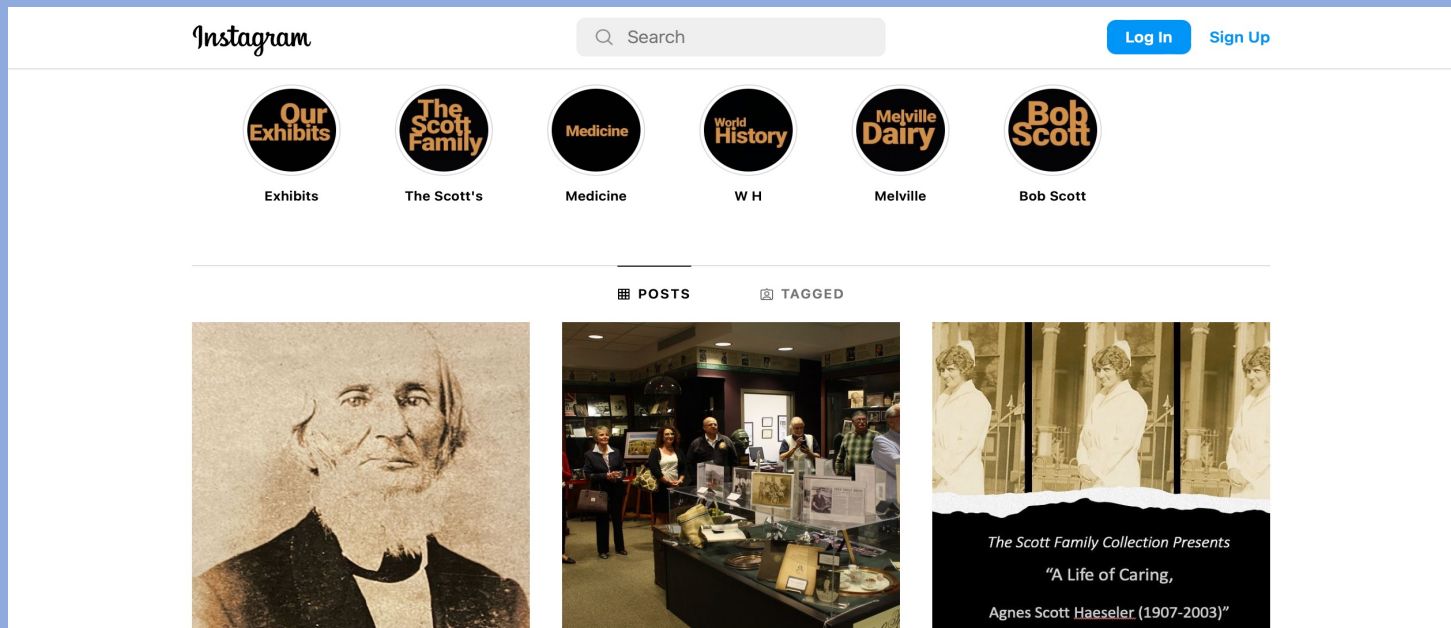 Instagram
Search
Log In
Sign Up
Our
Exhibits
The
Scott
Family
Medicine
World
History
Melville
Dairy
Bob
Scott
Exhibits
The Scott's
Medicine
W H
Melville
Bob Scott
POSTS
TAGGED
The Scott Family Collection Presents
“A Life of Caring,
Agnes Scott Haeseler (1907-2003)”